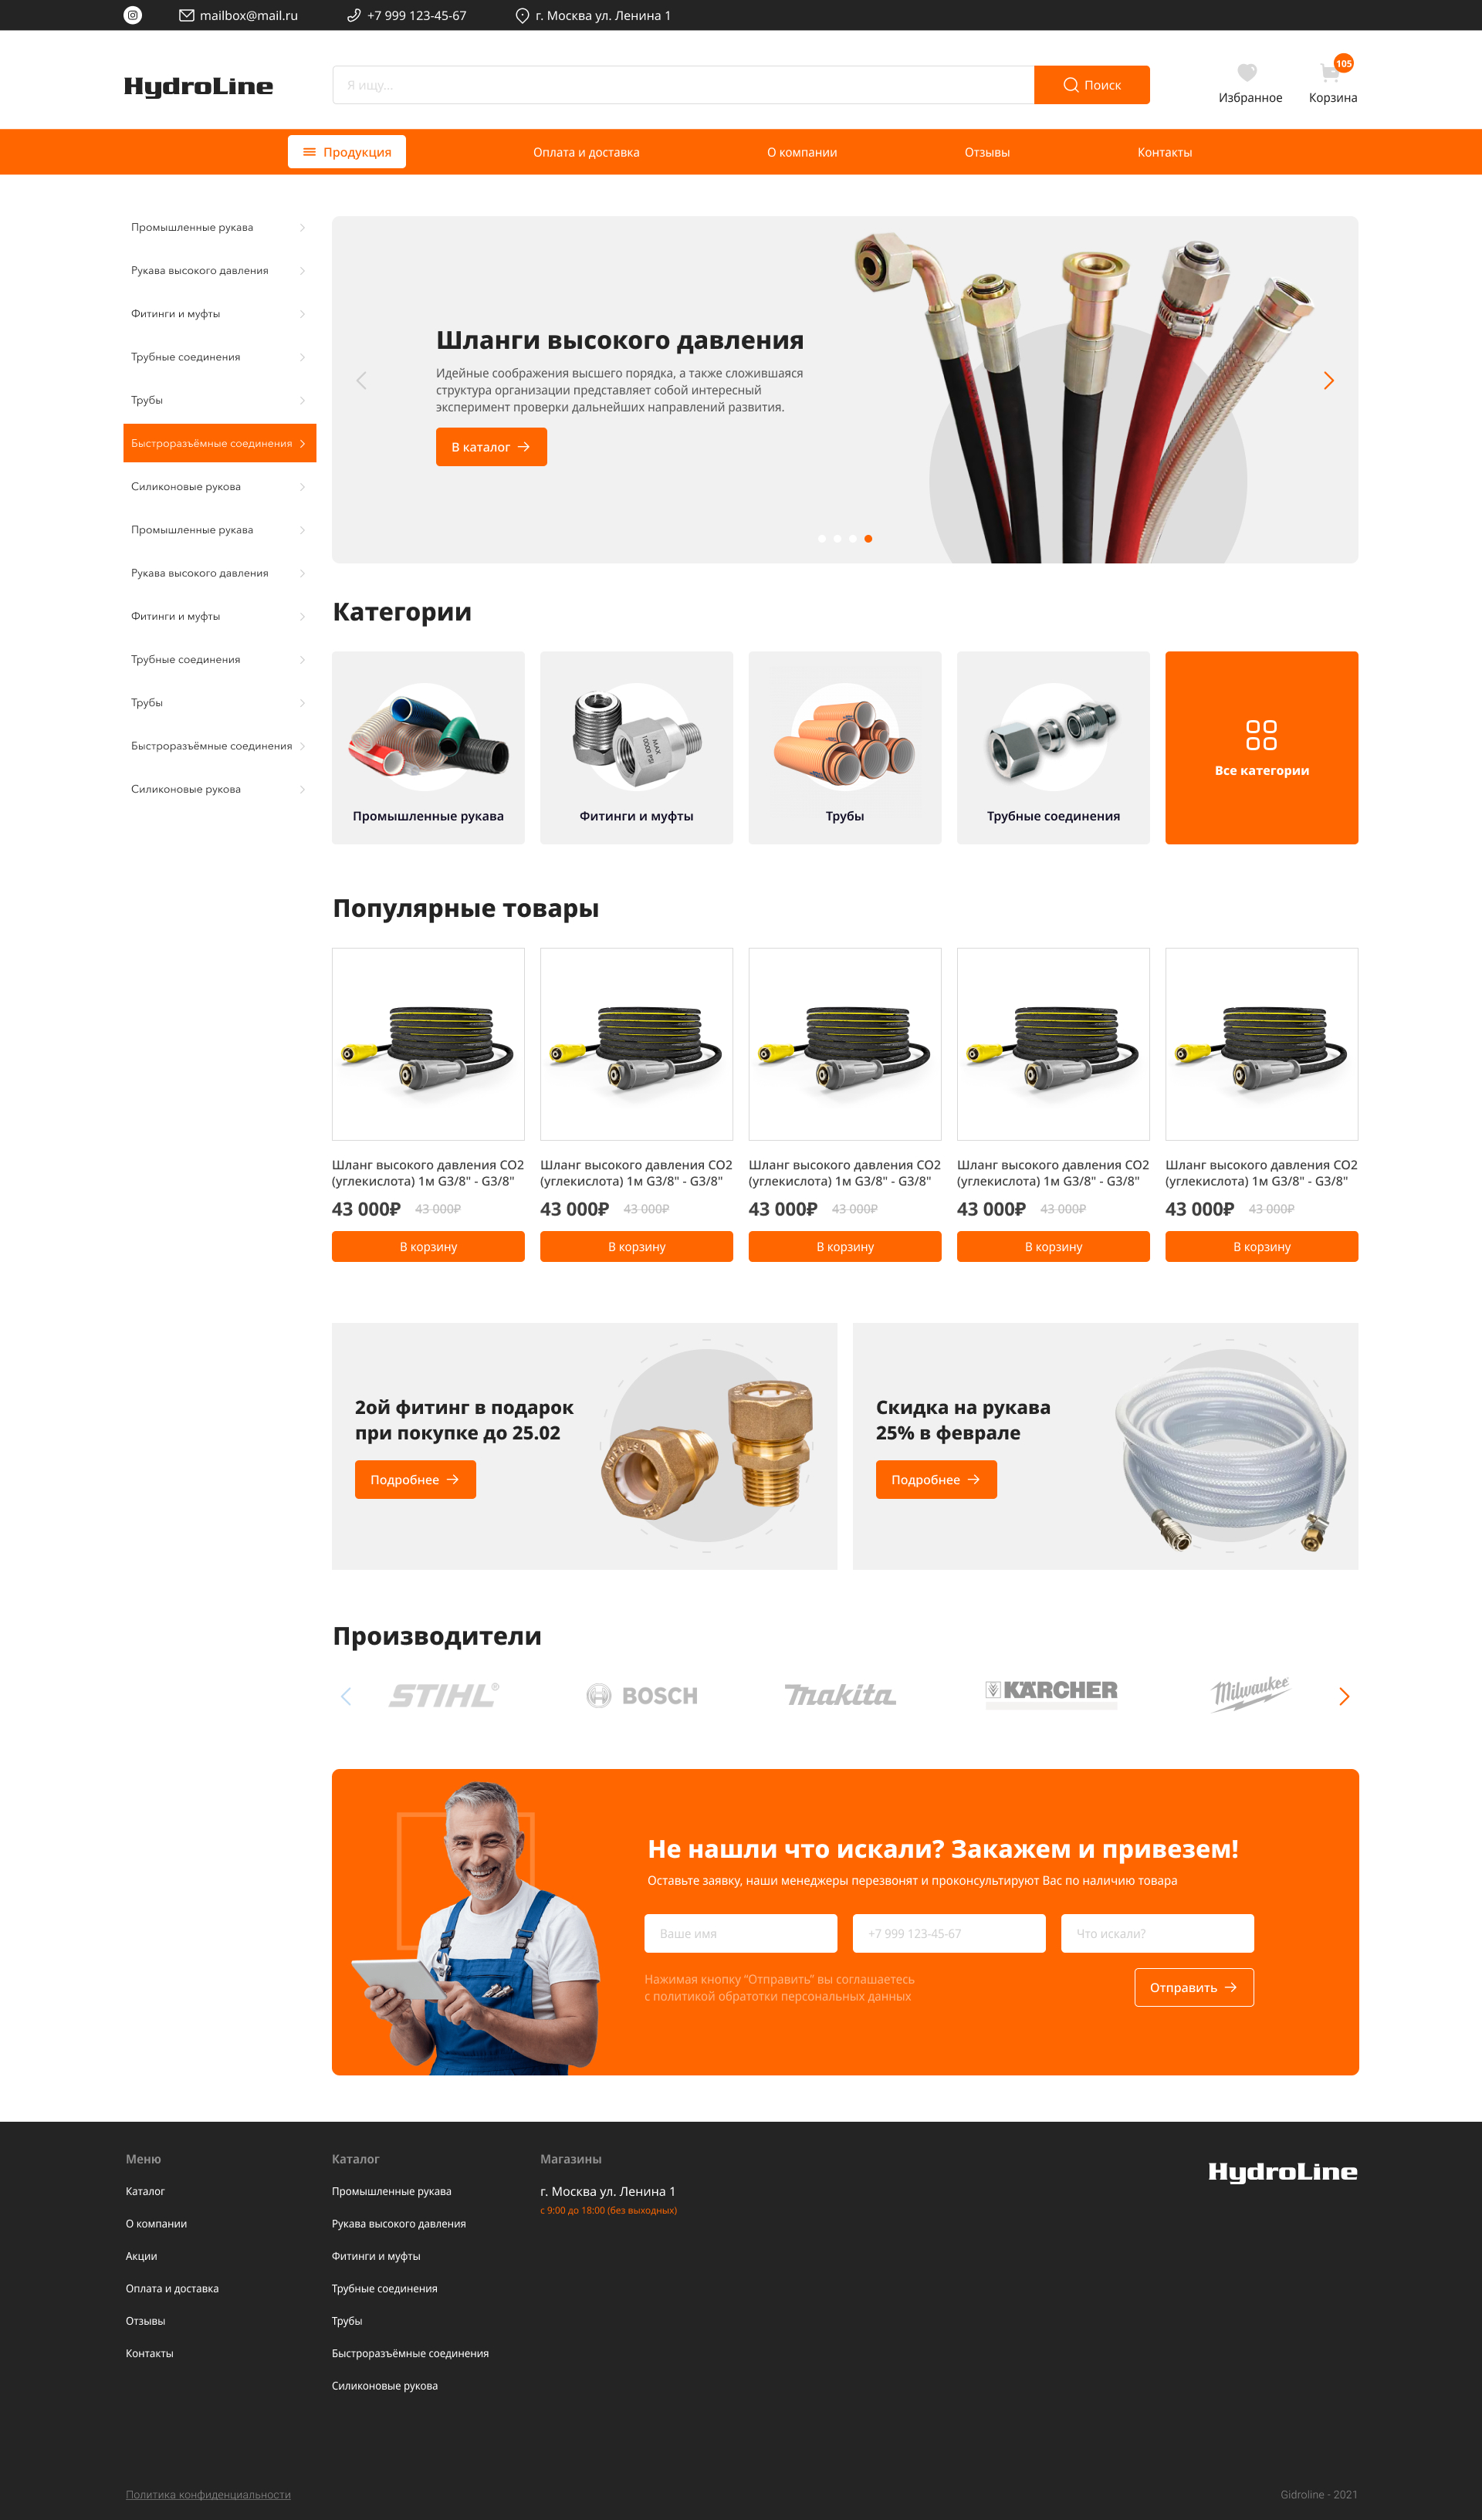 mailbox@mail.ru
+7 999 123-45-67
г. Москва ул. Ленина 1
HydroLine
Я ищу...
Поиск
Избранное
105
Корзина
Продукция
Оплата и доставка
О компании
Отзывы
Контакты
Промышленные рукава
Рукава высокого давления
Фитинги и муфты
Трубные соединения
Трубы
Быстроразъёмные соединения
Силиконовые рукова
Промышленные рукава
Рукава высокого давления
Фитинги и муфты
Трубные соединения
Трубы
Быстроразъёмные соединения
Силиконовые рукова
Шланги высокого давления
Идейные соображения высшего порядка, а также сложившаяся
структура организации представляет собой интересный
эксперимент проверки дальнейших направлений развития.
В каталог
Категории
MAX
10000 PSI
Промышленные рукава
Фитинги и муфты
Трубы
Трубные соединения
Все категории
Популярные товары
Шланг высокого давления CO2
(углекислота) 1м G3/8" - G3/8"
43 000₽ 43 000₽
В корзину
Шланг высокого давления CO2
(углекислота) 1м G3/8" - G3/8"
43 000₽ 43 000₽
В корзину
Шланг высокого давления CO2
(углекислота) 1м G3/8" - G3/8"
43 000₽ 43 000₽
В корзину
Шланг высокого давления CO2
(углекислота) 1м G3/8" - G3/8"
43 000₽ 43 000₽
В корзину
Шланг высокого давления CO2
(углекислота) 1м G3/8" - G3/8"
43 000₽ 43 000₽
В корзину
2ой фитинг в подарок
при покупке до 25.02
Подробнее
Скидка на рукава
25% в феврале
Подробнее
Производители
STIHL®
BOSCH
makita
KÄRCHER
Milwaukee
Не нашли что искали? Закажем и привезем!
Оставьте заявку, наши менеджеры перезвонят и проконсультируют Вас по наличию товара
Ваше имя
+7 999 123-45-67
Что искали?
Нажимая кнопку “Отправить” вы соглашаетесь
с политикой обратотки персональных данных
Отправить
Меню
Каталог
О компании
Акции
Оплата и доставка
Отзывы
Контакты
Каталог
Промышленные рукава
Рукава высокого давления
Фитинги и муфты
Трубные соединения
Трубы
Быстроразъёмные соединения
Силиконовые рукова
Магазины
г. Москва ул. Ленина 1
с 9:00 до 18:00 (без выходных)
HydroLine
Политика конфиденциальности
Gidroline - 2021